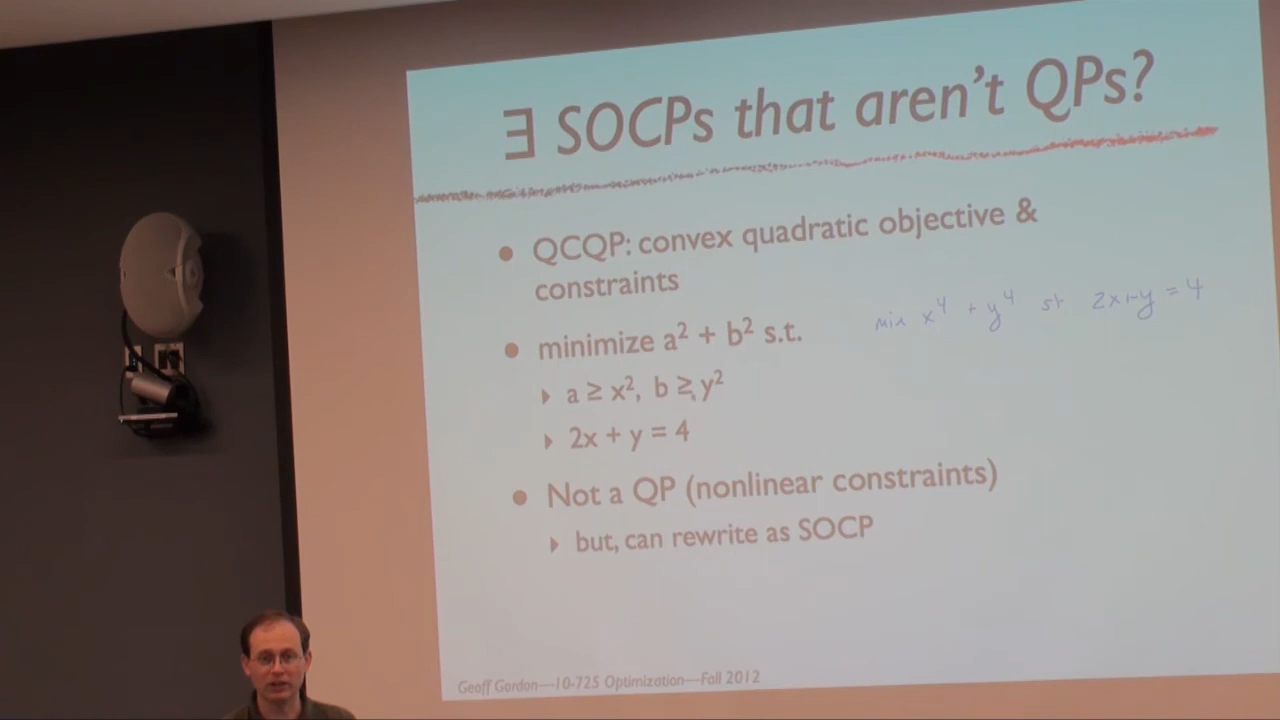 ∃ SOCPs that aren't QPs?
• QCQP: convex quadratic objective &
constraints
• minimize a² + b² s.t.
min x⁴ + y⁴ st 2x+y = 4
‣ a ≥ x², b ≥ y²
‣ 2x + y = 4
• Not a QP (nonlinear constraints)
‣ but, can rewrite as SOCP
Geoff Gordon—10-725 Optimization—Fall 2012